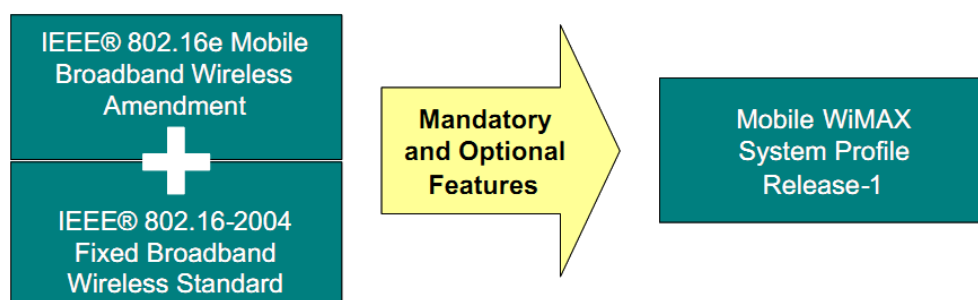 IEEE® 802.16e Mobile
Broadband Wireless
Amendment
IEEE® 802.16-2004
Fixed Broadband
Wireless Standard
Mandatory
and Optional
Features
Mobile WiMAX
System Profile
Release-1